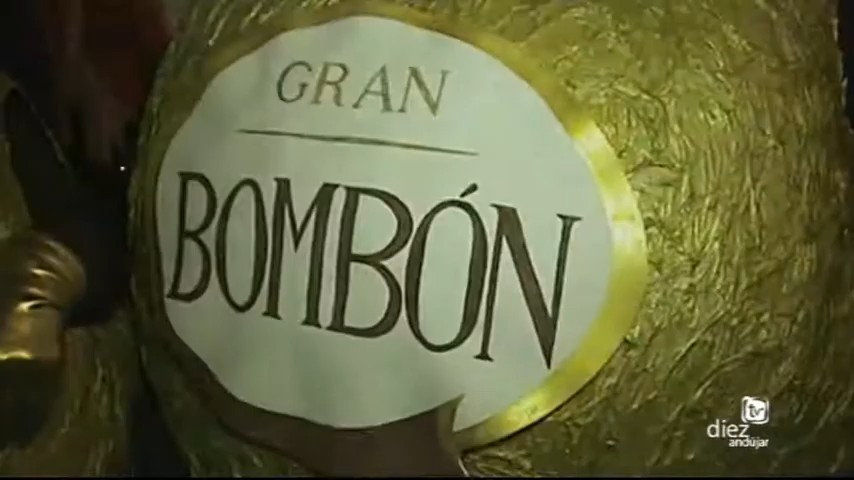 GRAN
BOMBÓN
tv
diez
andújar